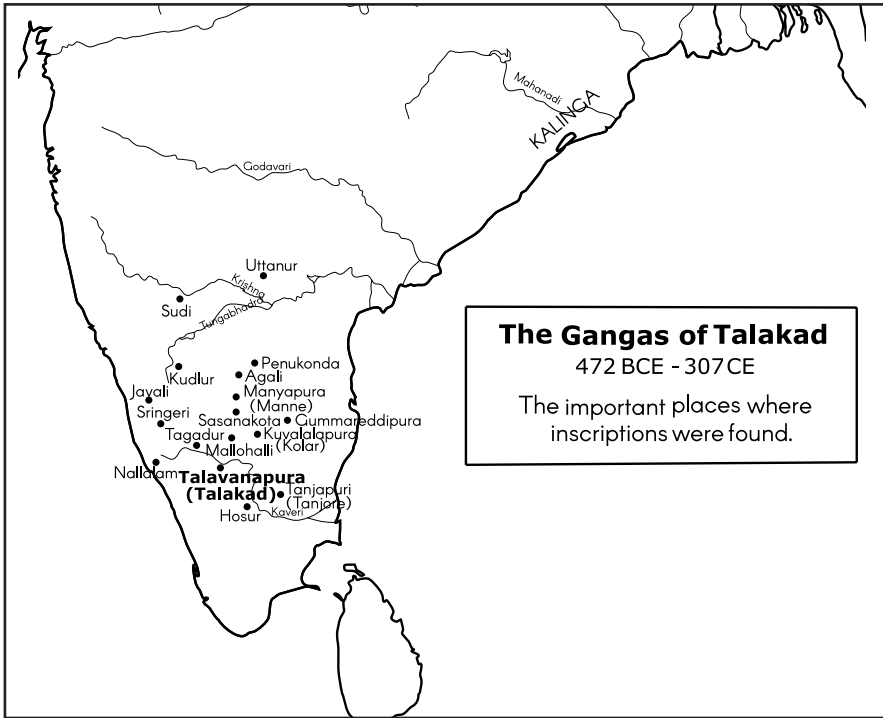 Mahanadi
KALINGA
Godavari
Uttanur
Krishna
Sudi
Tungabhadra
The Gangas of Talakad
472 BCE - 307 CE
The important places where
inscriptions were found.
Penukonda
Kudlur
Agali
Javali
Manyapura
(Manne)
Sringeri
Sasanakota
Gummareddipura
Tagadur
Kuvalalapura
(Kolar)
Mallohalli
Nallalam
Talavanapura
(Talakad)
Tanjapuri
(Tanjore)
Hosur
Kaveri